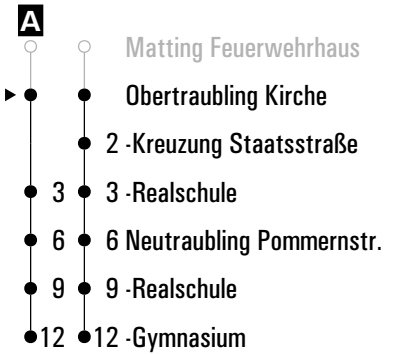 A
Matting Feuerwehrhaus
Obertraubling Kirche
2 -Kreuzung Staatsstraße
3 3 -Realschule
6 6 Neutraubling Pommernstr.
9 9 -Realschule
12 12 -Gymnasium